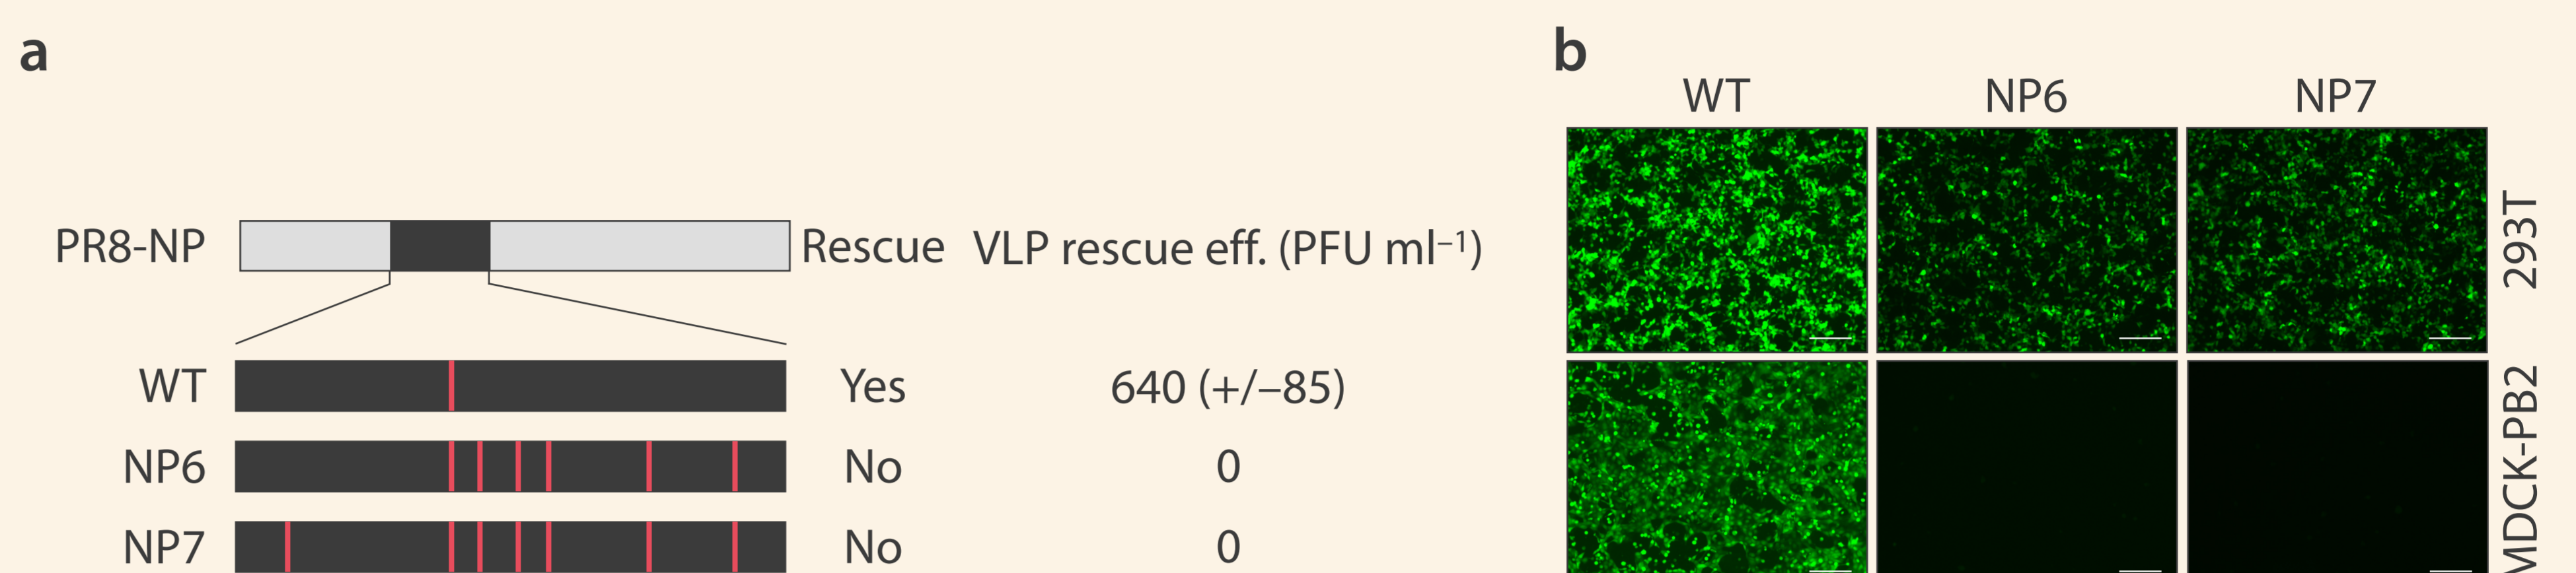 a
PR8-NP Rescue VLP rescue eff. (PFU ml⁻¹)
WT Yes 640 (+/−85)
NP6 No 0
NP7 No 0
b
WT NP6 NP7
293T
MDCK-PB2